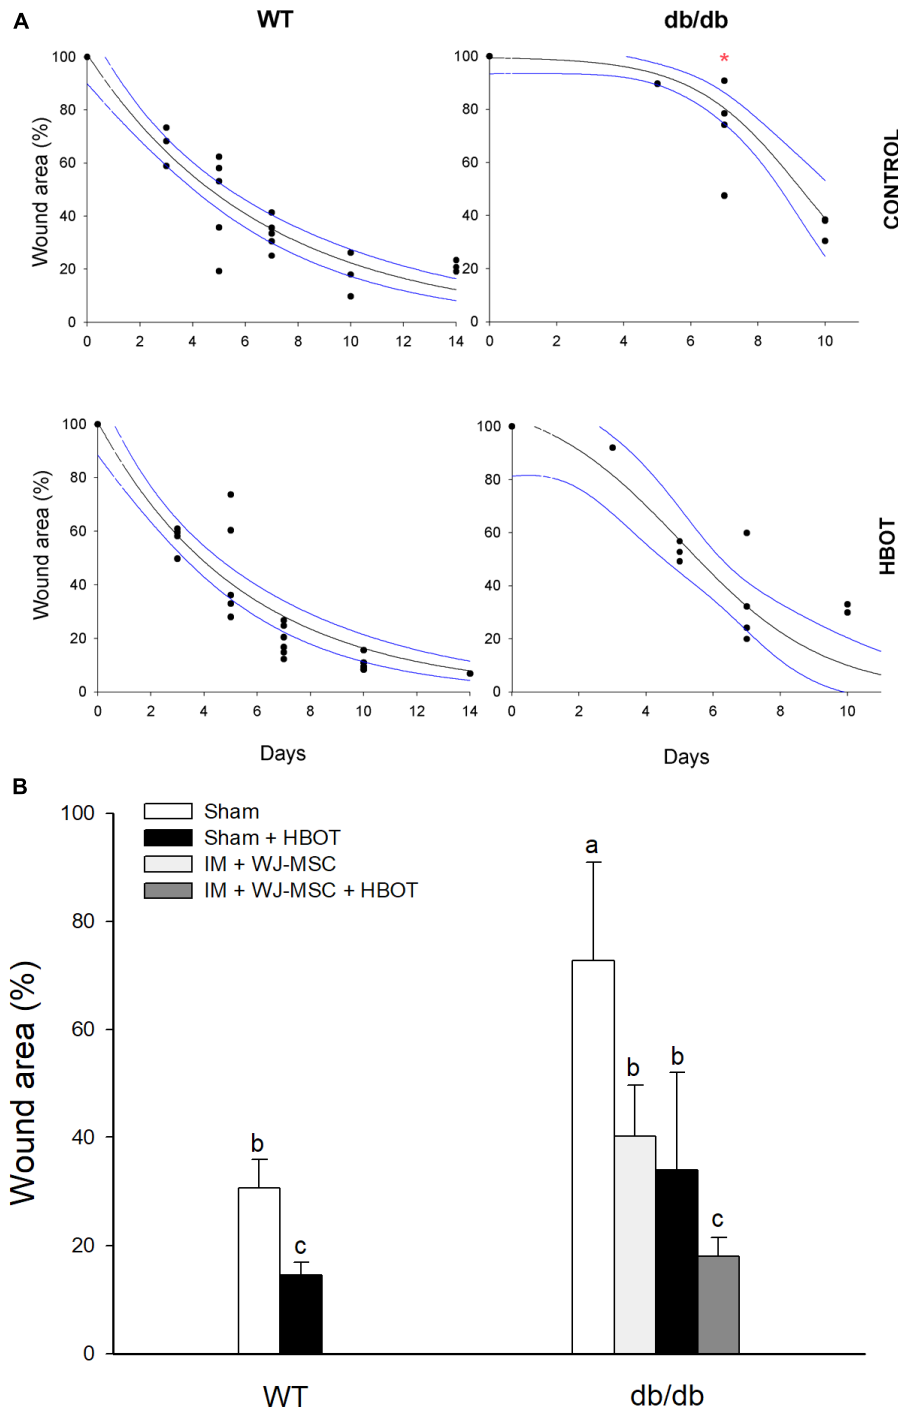 A
WT
db/db
*
100
80
60
40
20
0
0 2 4 6 8 10 12 14
Wound area (%)
100
80
60
40
20
0
0 2 4 6 8 10
CONTROL
100
80
60
40
20
0
0 2 4 6 8 10 12 14
Wound area (%)
Days
100
80
60
40
20
0
0 2 4 6 8 10
Days
HBOT
B
Sham
Sham + HBOT
IM + WJ-MSC
IM + WJ-MSC + HBOT
100
80
60
40
20
0
Wound area (%)
b
c
a
b
b
c
WT
db/db